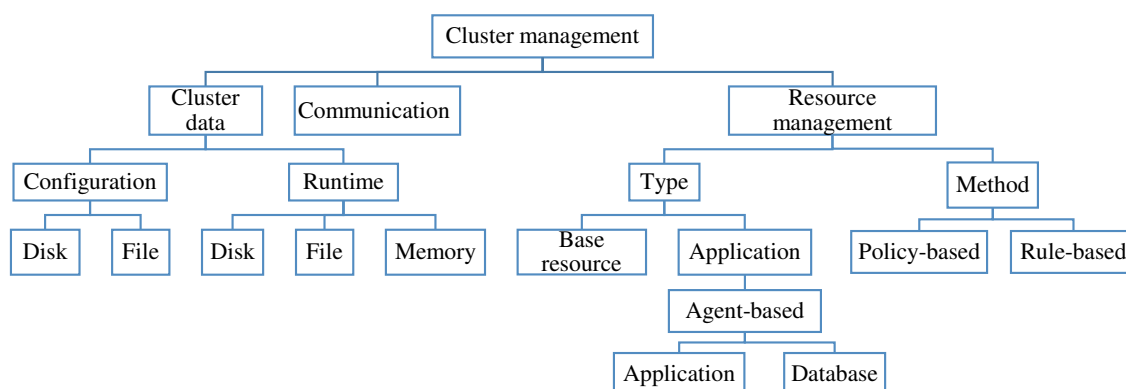 Cluster management
Cluster
data
Communication
Resource
management
Configuration
Runtime
Type
Method
Disk
File
Disk
File
Memory
Base
resource
Application
Policy-based
Rule-based
Agent-based
Application
Database